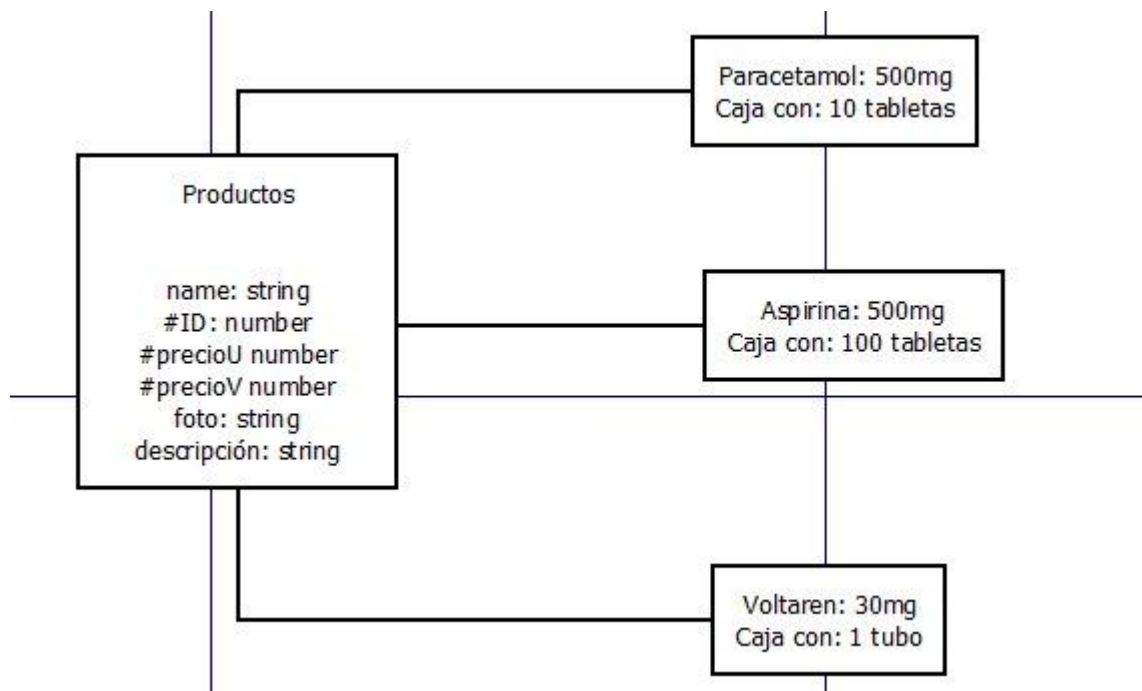 Productos
name: string
#ID: number
#precioU number
#precioV number
foto: string
descripción: string
Paracetamol: 500mg
Caja con: 10 tabletas
Aspirina: 500mg
Caja con: 100 tabletas
Voltaren: 30mg
Caja con: 1 tubo